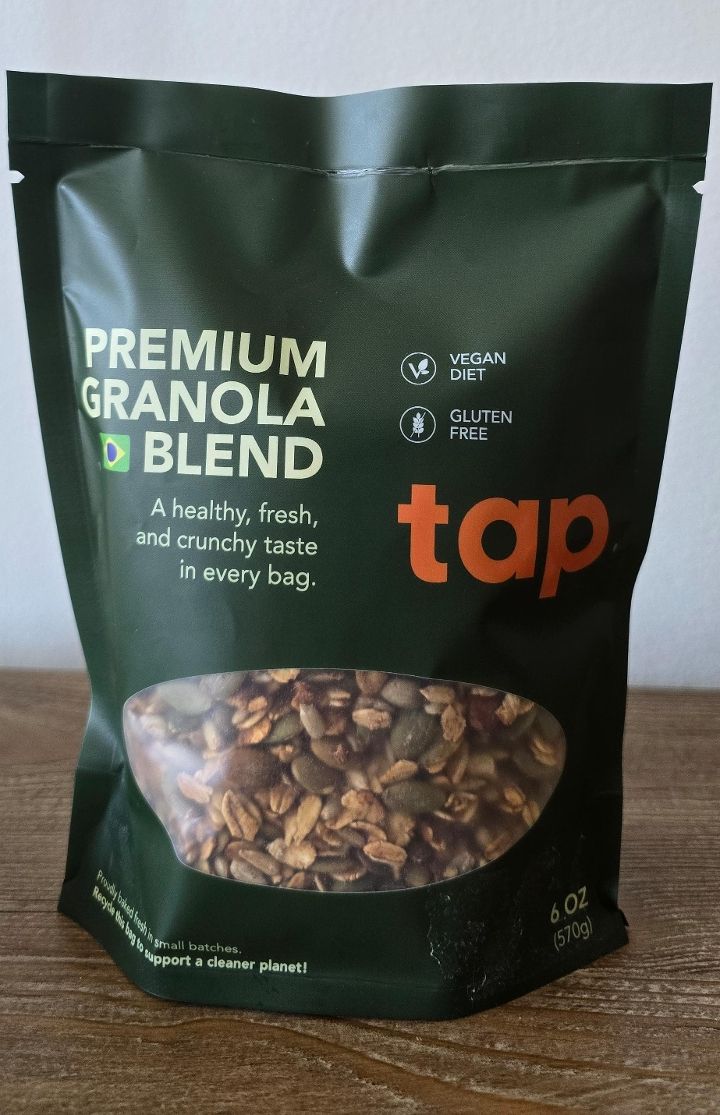 PREMIUM
GRANOLA
BLEND
A healthy, fresh,
and crunchy taste
in every bag.
VEGAN
DIET
GLUTEN
FREE
tap
Proudly baked fresh in small batches.
Recycle this bag to support a cleaner planet!
6 OZ
(570g)